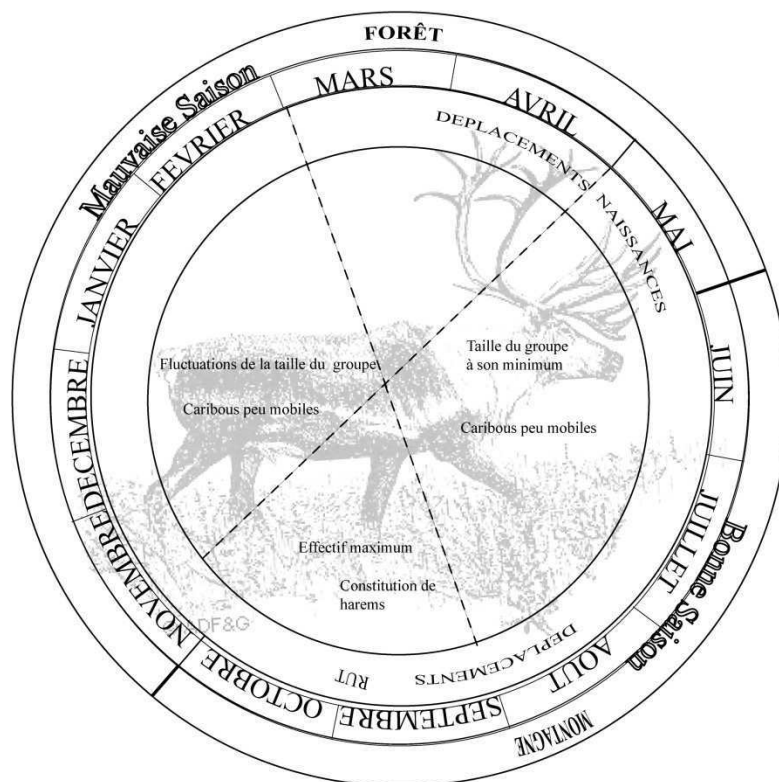 FORÊT
Mauvaise Saison
MARS
AVRIL
FEVRIER
MAI
JANVIER
JUIN
DECEMBRE
JUILLET
NOVEMBRE
AOUT
OCTOBRE
SEPTEMBRE
Bonne Saison
MONTAGNE
DEPLACEMENTS
NAISSANCES
Taille du groupe
à son minimum
Caribous peu mobiles
Fluctuations de la taille du groupe
Caribous peu mobiles
Effectif maximum
Constitution de
harems
DEPLACEMENTS
RUT
ADF&G